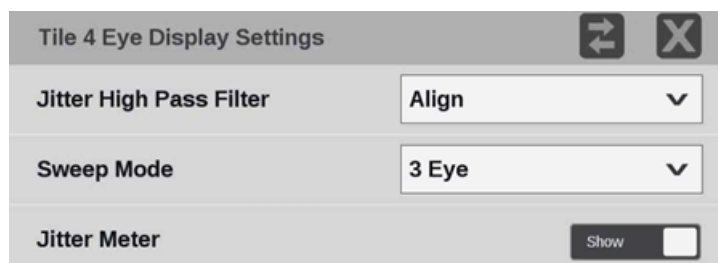 Tile 4 Eye Display Settings
Jitter High Pass Filter Align
Sweep Mode 3 Eye
Jitter Meter Show